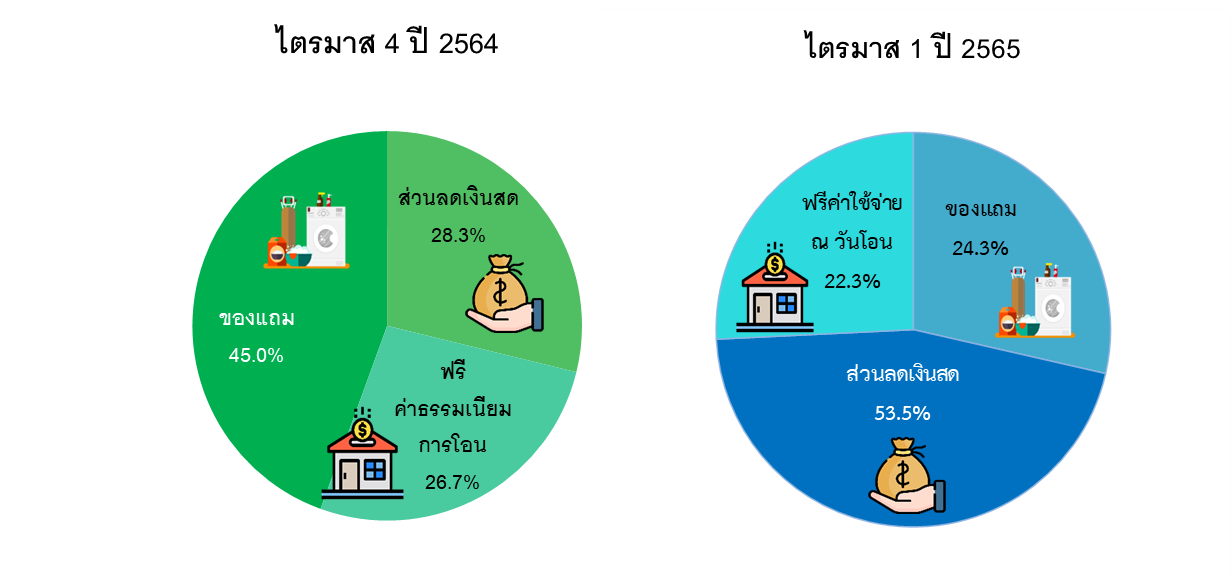 ไตรมาส 4 ปี 2564
ส่วนลดเงินสด
28.3%
ฟรี
ค่าธรรมเนียม
การโอน
26.7%
ของแถม
45.0%
ไตรมาส 1 ปี 2565
ของแถม
24.3%
ส่วนลดเงินสด
53.5%
ฟรีค่าใช้จ่าย
ณ วันโอน
22.3%